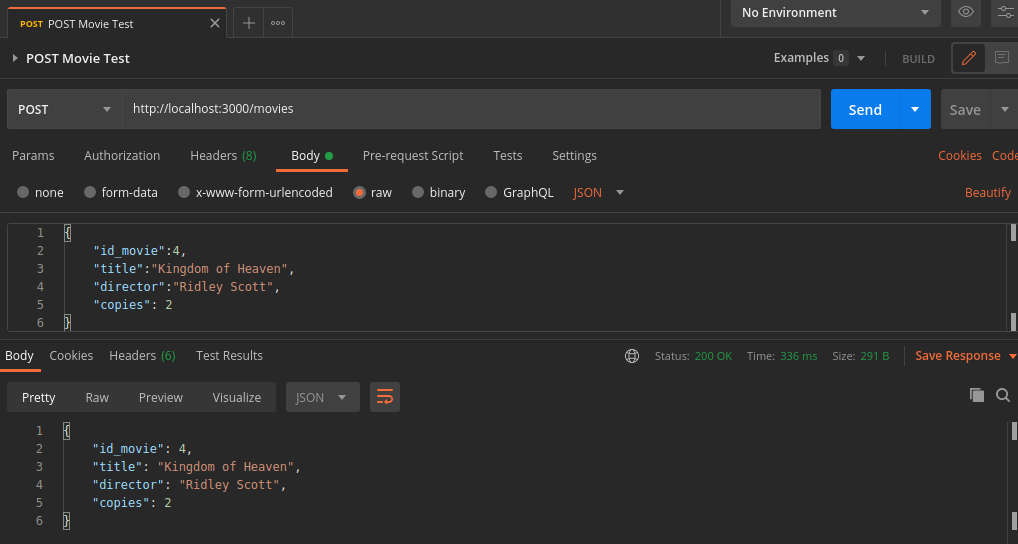 POST POST Movie Test
No Environment
POST Movie Test Examples 0 BUILD
POST http://localhost:3000/movies Send Save
Params Authorization Headers (8) Body Pre-request Script Tests Settings Cookies Code
none form-data x-www-form-urlencoded raw binary GraphQL JSON Beautify
1 {
2 "id_movie":4,
3 "title":"Kingdom of Heaven",
4 "director":"Ridley Scott",
5 "copies": 2
6 }
Body Cookies Headers (6) Test Results Status: 200 OK Time: 336 ms Size: 291 B Save Response
Pretty Raw Preview Visualize JSON
1 {
2 "id_movie": 4,
3 "title": "Kingdom of Heaven",
4 "director": "Ridley Scott",
5 "copies": 2
6 }